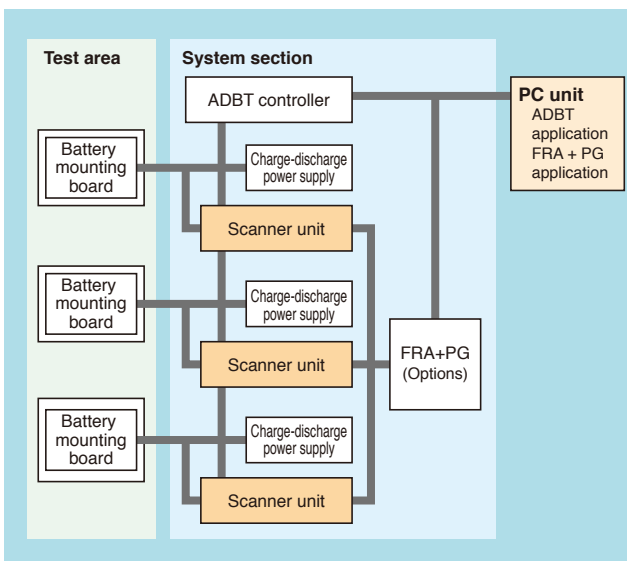 Test area
System section
ADBT controller
PC unit
ADBT
application
FRA + PG
application
Battery
mounting
board
Charge-discharge
power supply
Scanner unit
Battery
mounting
board
Charge-discharge
power supply
Scanner unit
FRA+PG
(Options)
Battery
mounting
board
Charge-discharge
power supply
Scanner unit